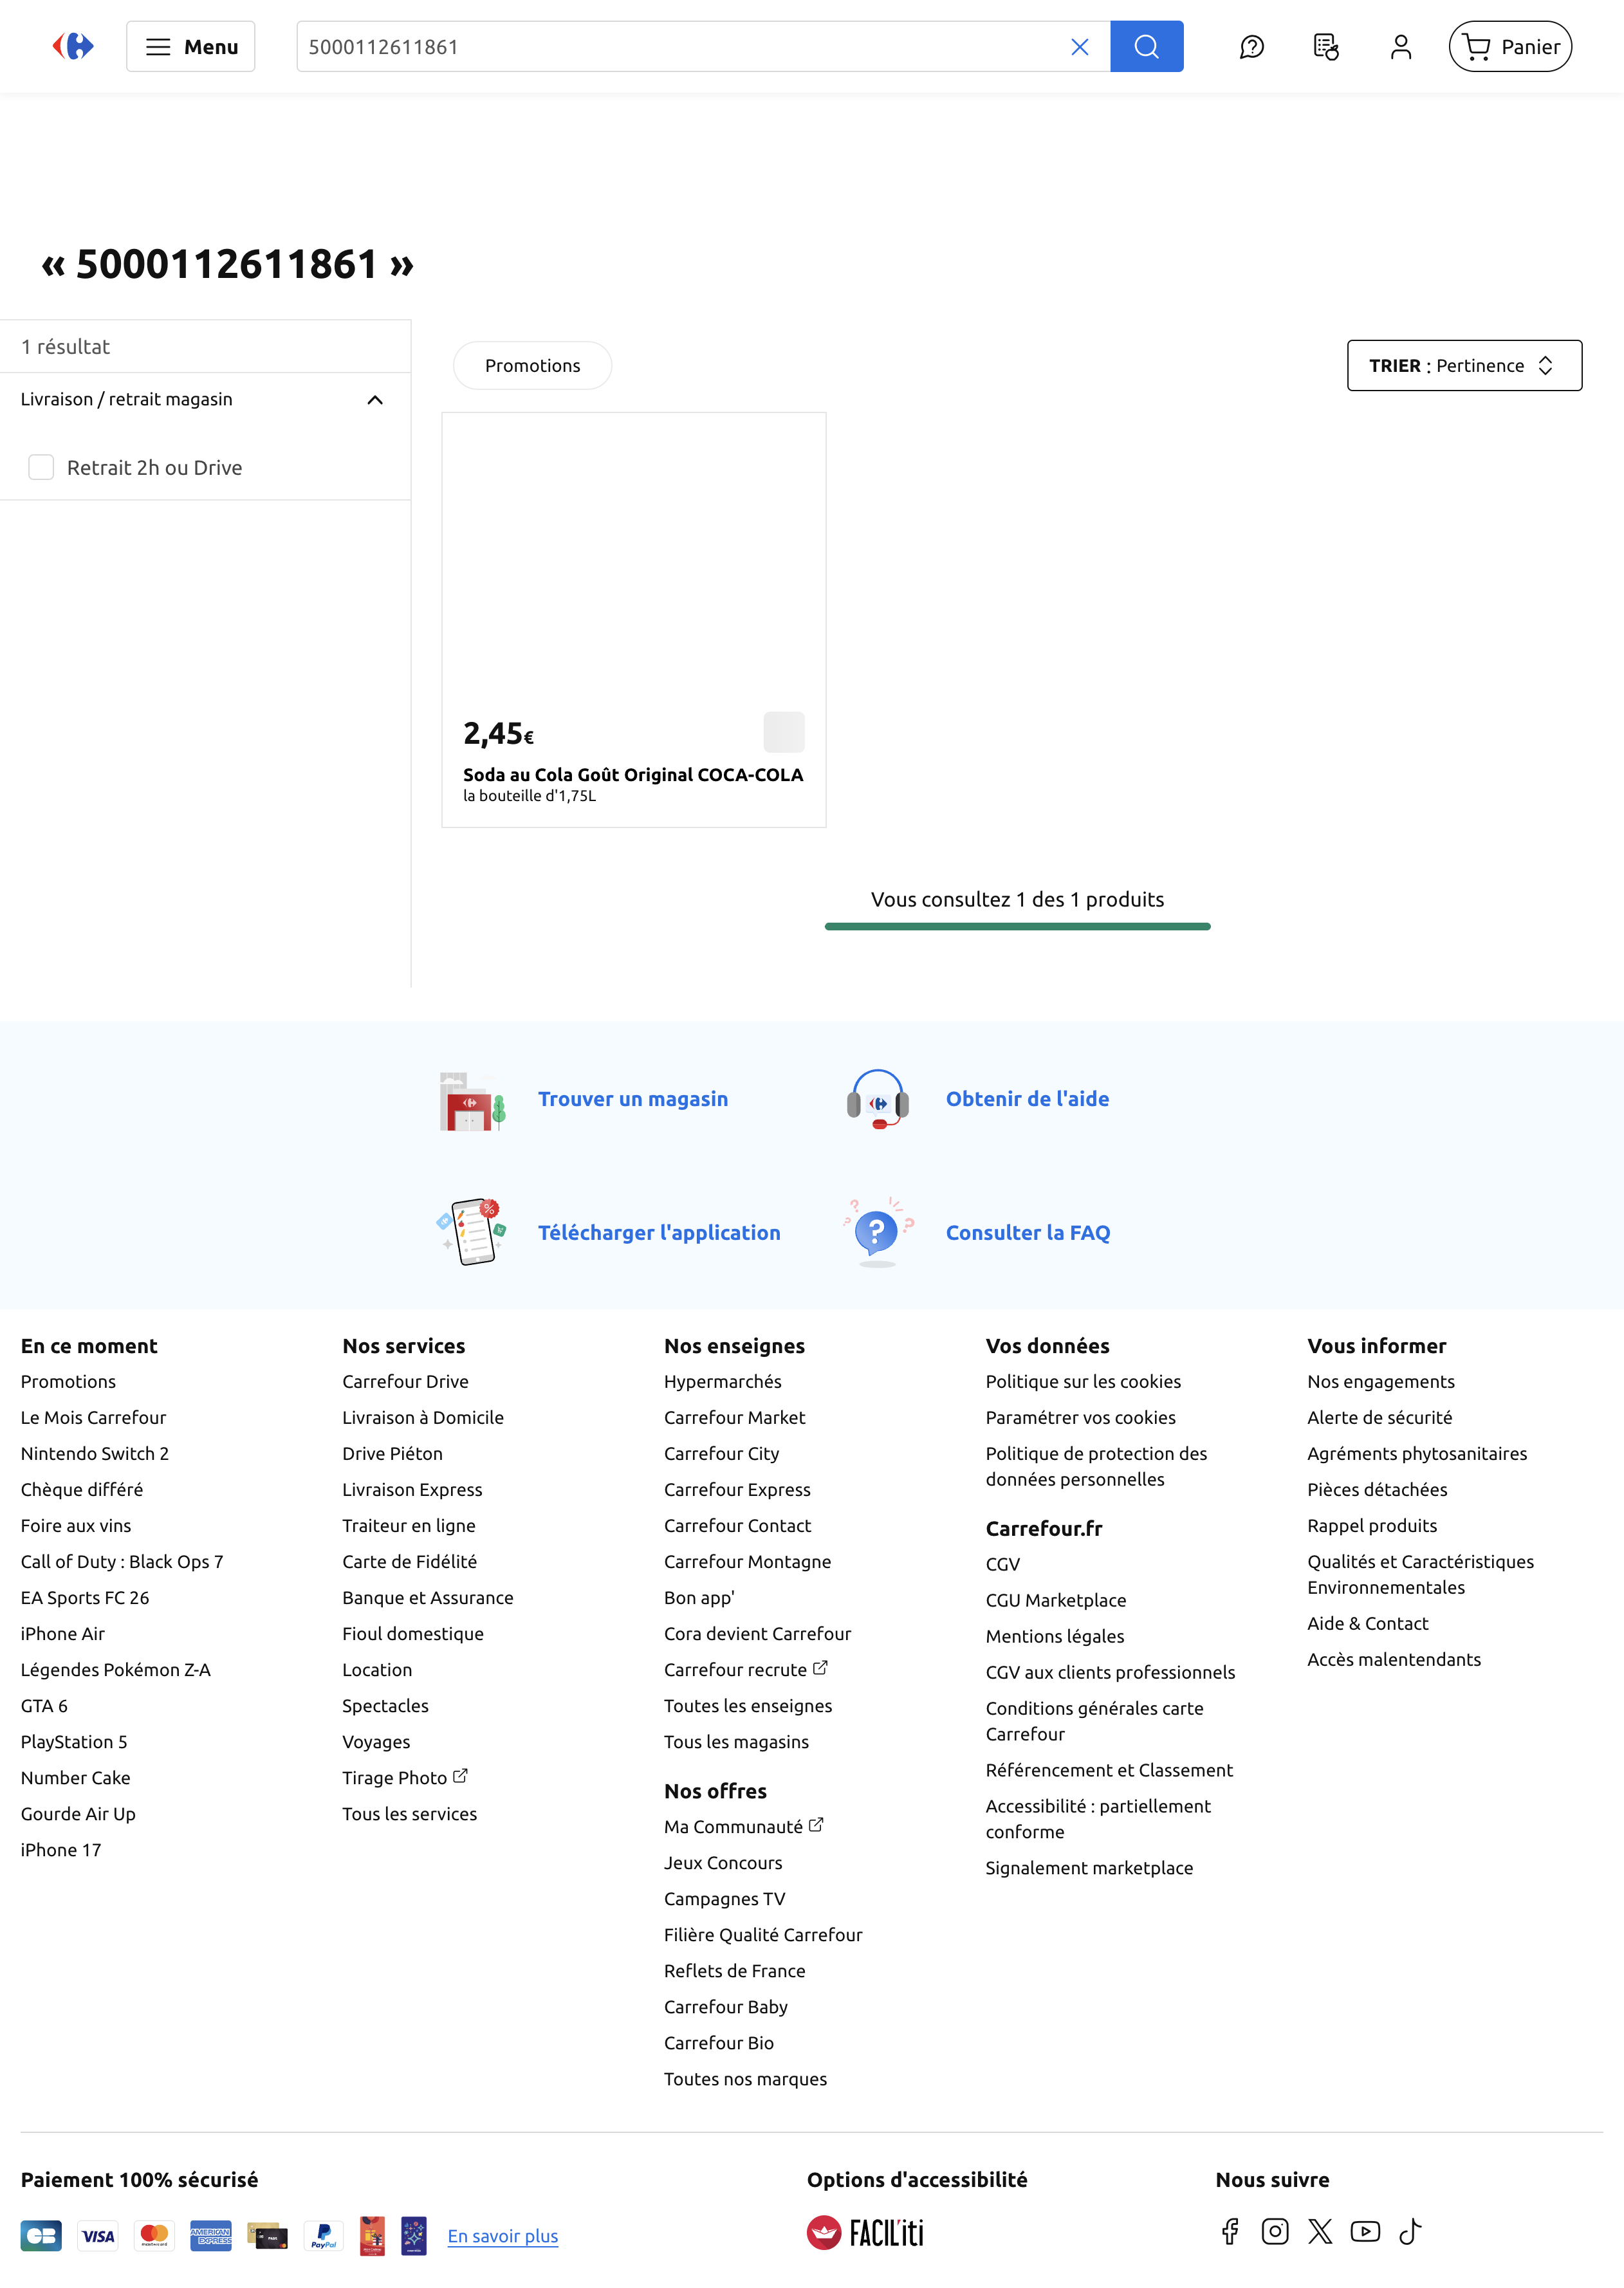 Menu
5000112611861
Panier
« 5000112611861 »
1 résultat
Livraison / retrait magasin
Retrait 2h ou Drive
Promotions
TRIER : Pertinence
2,45€
Soda au Cola Goût Original COCA-COLA
la bouteille d'1,75L
Vous consultez 1 des 1 produits
Trouver un magasin
Obtenir de l'aide
Télécharger l'application
Consulter la FAQ
En ce moment
Promotions
Le Mois Carrefour
Nintendo Switch 2
Chèque différé
Foire aux vins
Call of Duty : Black Ops 7
EA Sports FC 26
iPhone Air
Légendes Pokémon Z-A
GTA 6
PlayStation 5
Number Cake
Gourde Air Up
iPhone 17
Nos services
Carrefour Drive
Livraison à Domicile
Drive Piéton
Livraison Express
Traiteur en ligne
Carte de Fidélité
Banque et Assurance
Fioul domestique
Location
Spectacles
Voyages
Tirage Photo
Tous les services
Nos enseignes
Hypermarchés
Carrefour Market
Carrefour City
Carrefour Express
Carrefour Contact
Carrefour Montagne
Bon app'
Cora devient Carrefour
Carrefour recrute
Toutes les enseignes
Tous les magasins
Nos offres
Ma Communauté
Jeux Concours
Campagnes TV
Filière Qualité Carrefour
Reflets de France
Carrefour Baby
Carrefour Bio
Toutes nos marques
Vos données
Politique sur les cookies
Paramétrer vos cookies
Politique de protection des
données personnelles
Carrefour.fr
CGV
CGU Marketplace
Mentions légales
CGV aux clients professionnels
Conditions générales carte
Carrefour
Référencement et Classement
Accessibilité : partiellement
conforme
Signalement marketplace
Vous informer
Nos engagements
Alerte de sécurité
Agréments phytosanitaires
Pièces détachées
Rappel produits
Qualités et Caractéristiques
Environnementales
Aide & Contact
Accès malentendants
Paiement 100% sécurisé
CB
VISA
mastercard
AMERICAN
EXPRESS
PASS
PayPal
En savoir plus
Options d'accessibilité
FACIL'iti
Nous suivre